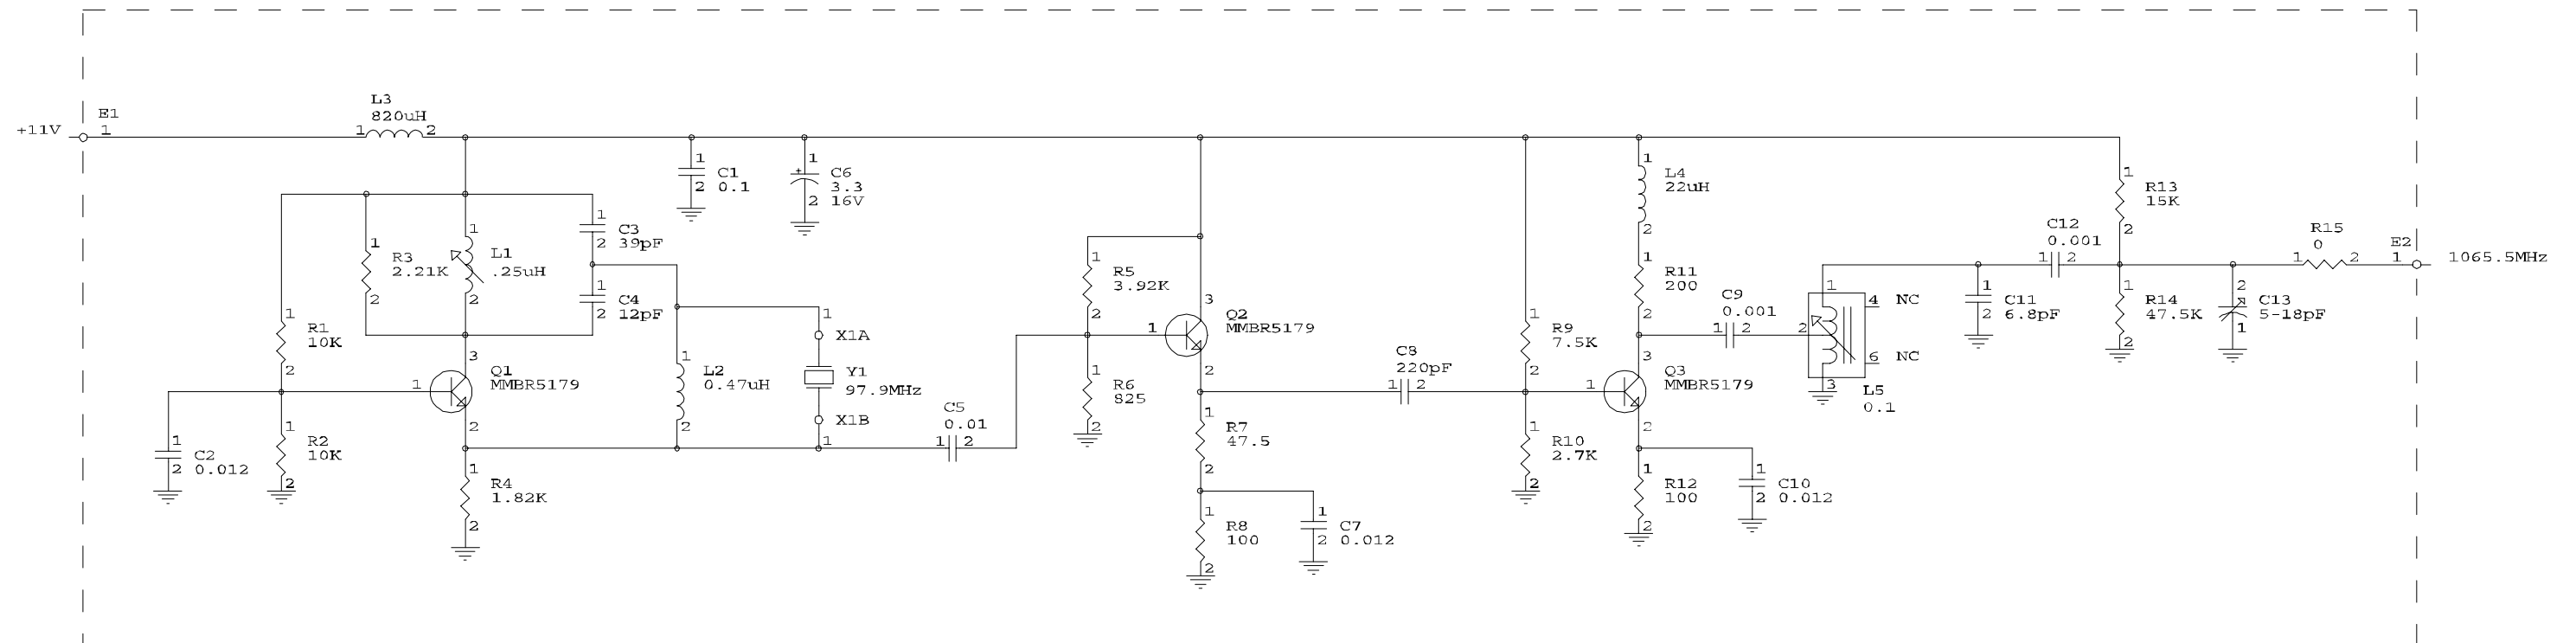 +11V
E1
1
L3
820uH
1
2
1
2
C1
0.1
1
+
2
C6
3.3
16V
1
2
R1
10K
1
2
R2
10K
1
2
C2
0.012
1
2
R3
2.21K
1
2
L1
.25uH
1
2
C3
39pF
1
2
C4
12pF
1
3
2
Q1
MMBR5179
1
2
R4
1.82K
1
2
L2
0.47uH
1
X1A
Y1
97.9MHz
X1B
1
C5
0.01
1
2
1
2
R5
3.92K
1
2
R6
825
1
3
2
Q2
MMBR5179
1
2
R7
47.5
1
2
R8
100
1
2
C7
0.012
C8
220pF
1
2
1
2
R9
7.5K
1
2
R10
2.7K
1
2
L4
22uH
1
2
R11
200
1
3
2
Q3
MMBR5179
1
2
R12
100
1
2
C10
0.012
C9
0.001
1
2
1
2
3
4
NC
6
NC
L5
0.1
1
2
C11
6.8pF
C12
0.001
1
2
1
2
R13
15K
1
2
R14
47.5K
2
1
C13
5-18pF
R15
0
1
2
E2
1
1065.5MHz